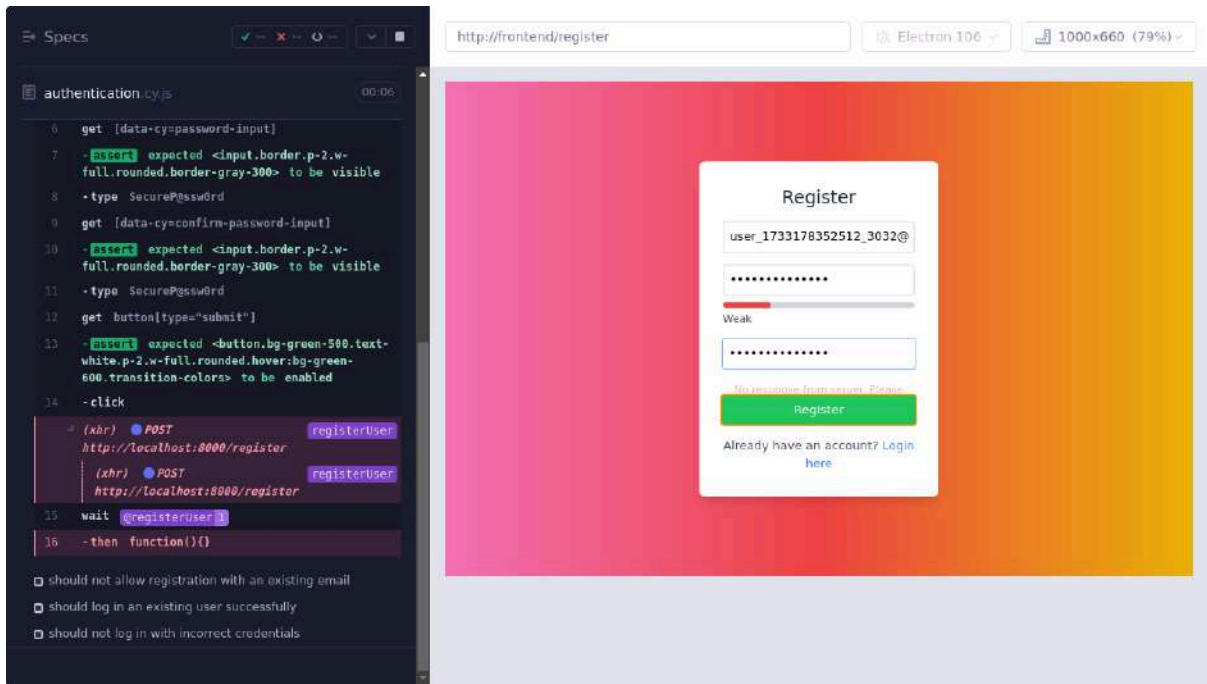 Specs
✓ -- ✗ -- --
authentication.cy.js 00:06
6 get [data-cy=password-input]
7 -assert expected <input.border.p-2.w-
full.rounded.border-gray-300> to be visible
8 -type SecureP@ssw0rd
9 get [data-cy=confirm-password-input]
10 -assert expected <input.border.p-2.w-
full.rounded.border-gray-300> to be visible
11 -type SecureP@ssw0rd
12 get button[type="submit"]
13 -assert expected <button.bg-green-500.text-
white.p-2.w-full.rounded.hover:bg-green-
600.transition-colors> to be enabled
14 -click
(xhr) POST registerUser
http://localhost:8000/register
(xhr) POST registerUser
http://localhost:8000/register
15 wait @registerUser 1
16 -then function(){}
should not allow registration with an existing email
should log in an existing user successfully
should not log in with incorrect credentials
http://frontend/register
Electron 106
1000x660 (79%)
Register
user_1733178352512_3032@
••••••••••••••
Weak
••••••••••••••
No response from server. Please
Register
Already have an account? Login
here